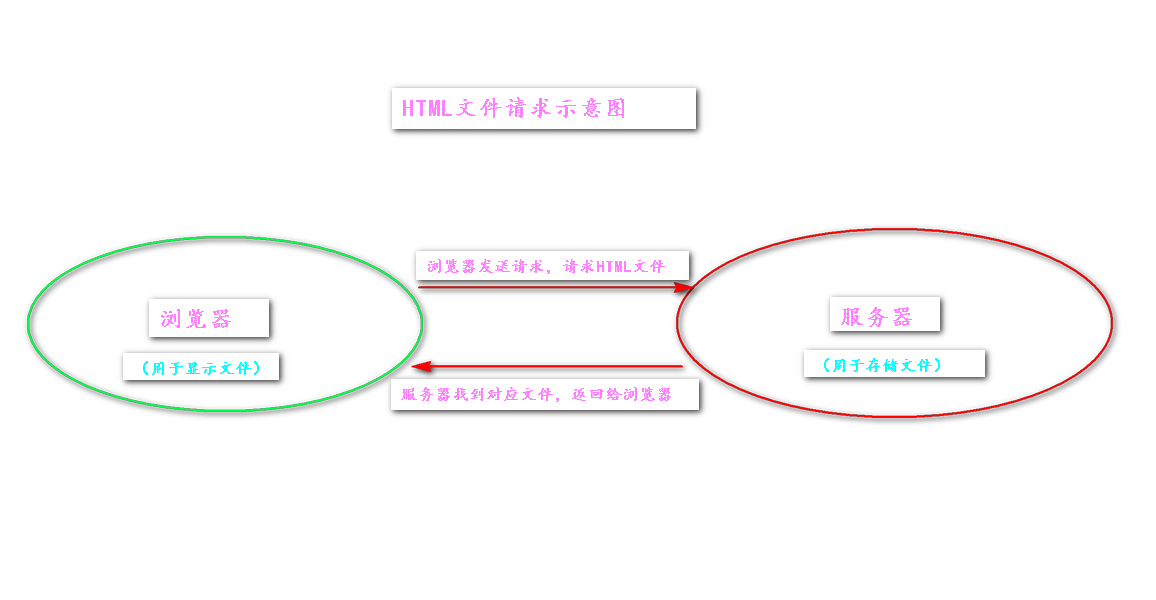 HTML文件请求示意图
浏览器发送请求，请求HTML文件
浏览器
（用于显示文件）
服务器
（用于存储文件）
服务器找到对应文件，返回给浏览器